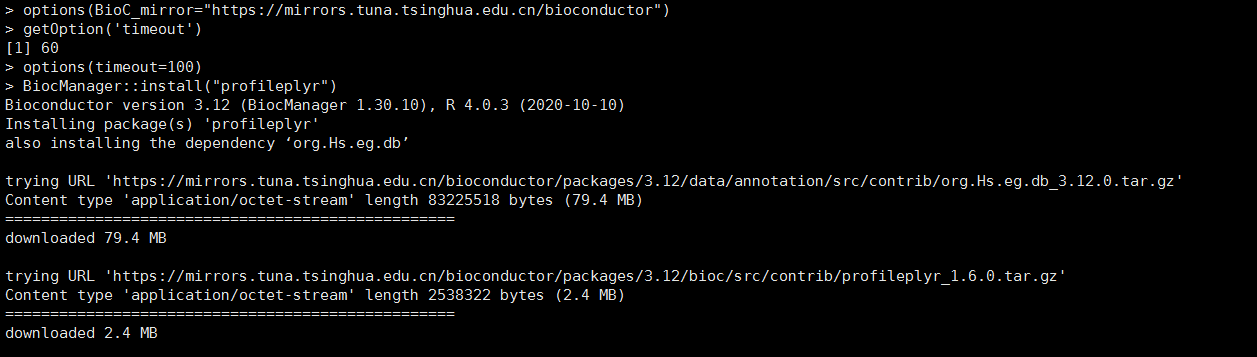 > options(BioC_mirror="https://mirrors.tuna.tsinghua.edu.cn/bioconductor")
> getOption('timeout')
[1] 60
> options(timeout=100)
> BiocManager::install("profileplyr")
Bioconductor version 3.12 (BiocManager 1.30.10), R 4.0.3 (2020-10-10)
Installing package(s) 'profileplyr'
also installing the dependency ‘org.Hs.eg.db’
trying URL 'https://mirrors.tuna.tsinghua.edu.cn/bioconductor/packages/3.12/data/annotation/src/contrib/org.Hs.eg.db_3.12.0.tar.gz'
Content type 'application/octet-stream' length 83225518 bytes (79.4 MB)
==================================================
downloaded 79.4 MB
trying URL 'https://mirrors.tuna.tsinghua.edu.cn/bioconductor/packages/3.12/bioc/src/contrib/profileplyr_1.6.0.tar.gz'
Content type 'application/octet-stream' length 2538322 bytes (2.4 MB)
==================================================
downloaded 2.4 MB